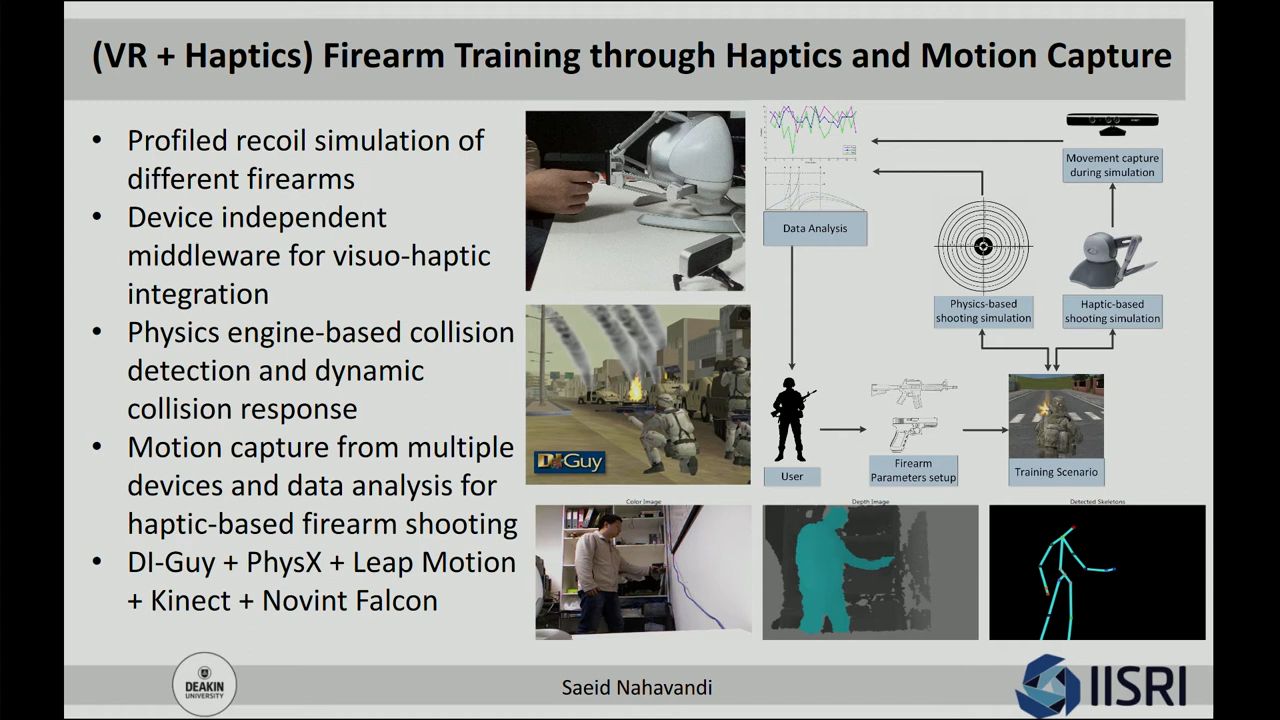 (VR + Haptics) Firearm Training through Haptics and Motion Capture
• Profiled recoil simulation of
different firearms
• Device independent
middleware for visuo-haptic
integration
• Physics engine-based collision
detection and dynamic
collision response
• Motion capture from multiple
devices and data analysis for
haptic-based firearm shooting
• DI-Guy + PhysX + Leap Motion
+ Kinect + Novint Falcon
DI-Guy
Movement capture
during simulation
Data Analysis
Physics-based
shooting simulation
Haptic-based
shooting simulation
User
Firearm
Parameters setup
Training Scenario
Color Image
Depth Image
Detected Skeletons
DEAKIN
UNIVERSITY
Saeid Nahavandi
IISRI